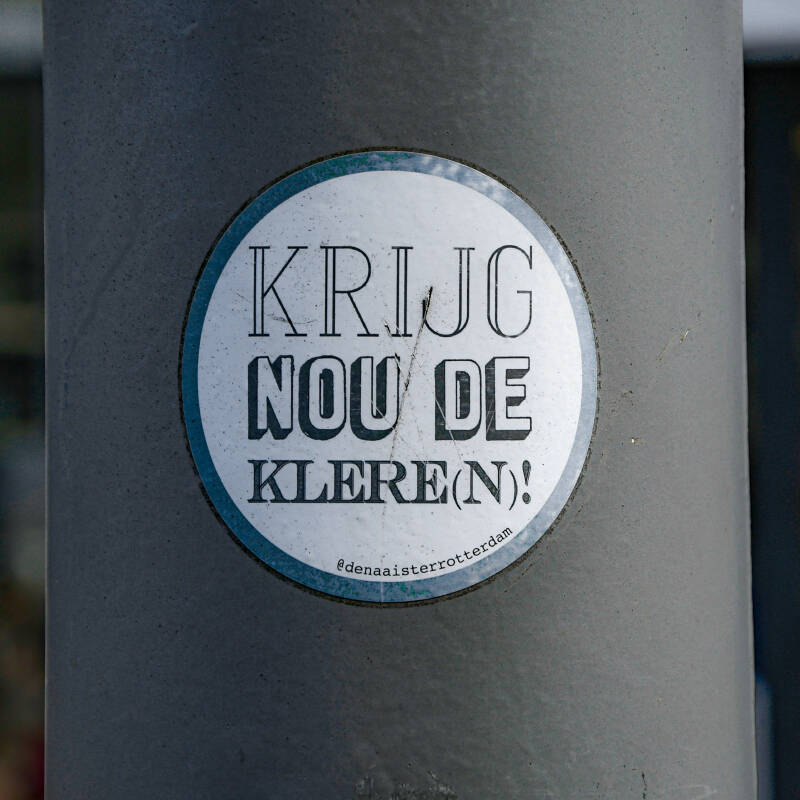 KRIJG
NOU DE
KLERE(N)!
@denaaisterrotterdam